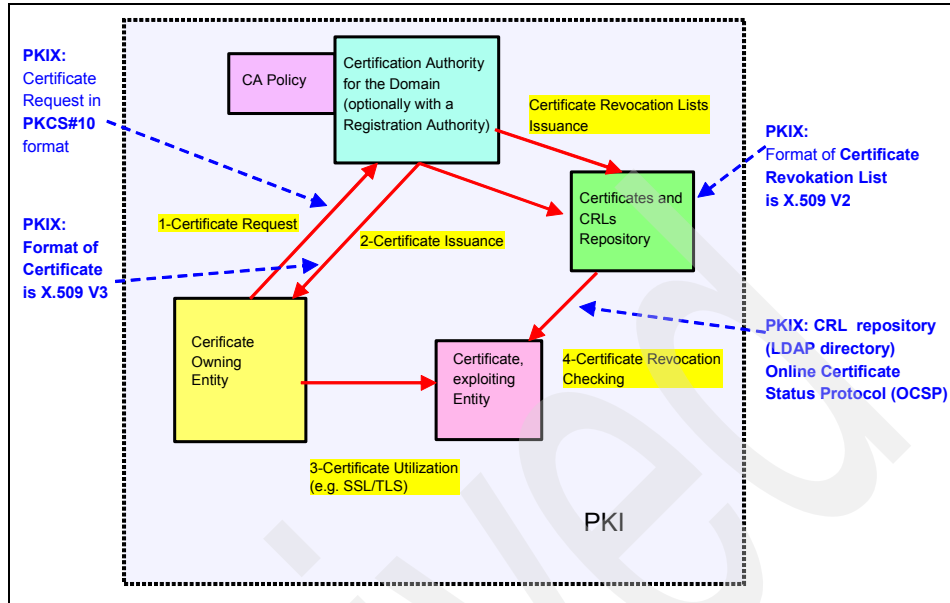 PKIX:
Certificate
Request in
PKCS#10
format
CA Policy
Certification Authority
for the Domain
(optionally with a
Registration Authority)
Certificate Revocation Lists
Issuance
PKIX:
Format of Certificate
Revokation List
is X.509 V2
Certificates and
CRLs
Repository
1-Certificate Request
2-Certificate Issuance
PKIX:
Format of
Certificate
is X.509 V3
Cerificate
Owning
Entity
Certificate,
exploiting
Entity
4-Certificate Revocation
Checking
PKIX: CRL repository
(LDAP directory)
Online Certificate
Status Protocol (OCSP)
3-Certificate Utilization
(e.g. SSL/TLS)
PKI